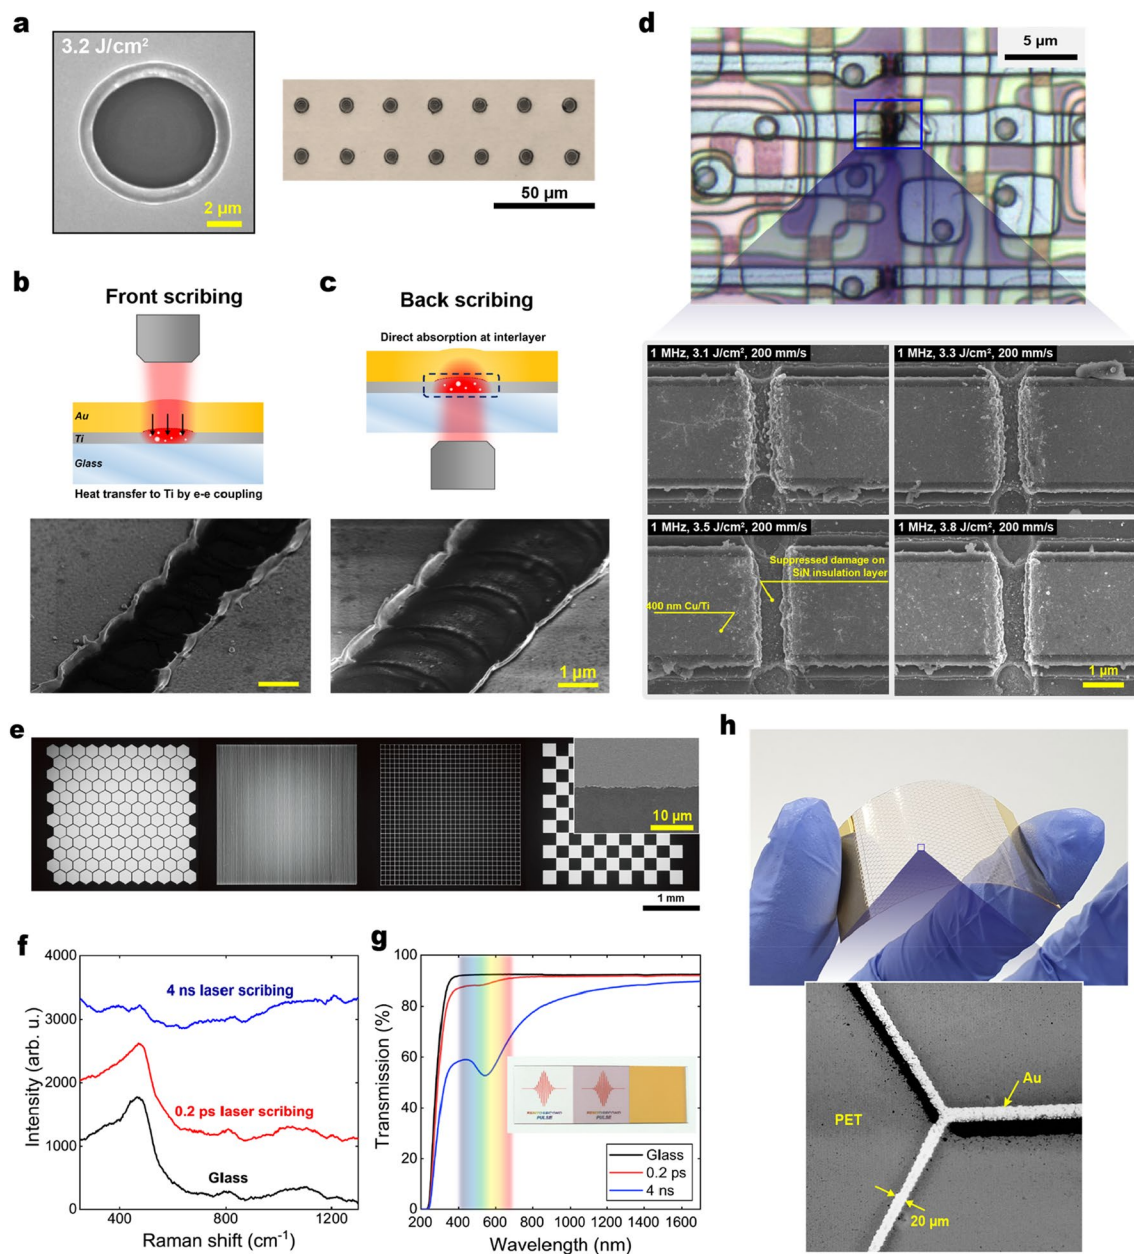 a
3.2 J/cm²
2 µm
50 µm
b
Front scribing
Au
Ti
Glass
Heat transfer to Ti by e-e coupling
c
Back scribing
Direct absorption at interlayer
1 µm
d
5 µm
1 MHz, 3.1 J/cm², 200 mm/s
1 MHz, 3.3 J/cm², 200 mm/s
1 MHz, 3.5 J/cm², 200 mm/s
Suppressed damage on
SiN insulation layer
400 nm Cu/Ti
1 MHz, 3.8 J/cm², 200 mm/s
1 µm
e
10 µm
1 mm
f
Intensity (arb. u.)
4000
3000
2000
1000
0
4 ns laser scribing
0.2 ps laser scribing
Glass
400
800
1200
Raman shift (cm⁻¹)
g
Transmission (%)
100
80
60
40
20
0
PULSE
PULSE
Glass
0.2 ps
4 ns
200
400
600
800
1000
1200
1400
1600
Wavelength (nm)
h
Au
PET
20 µm